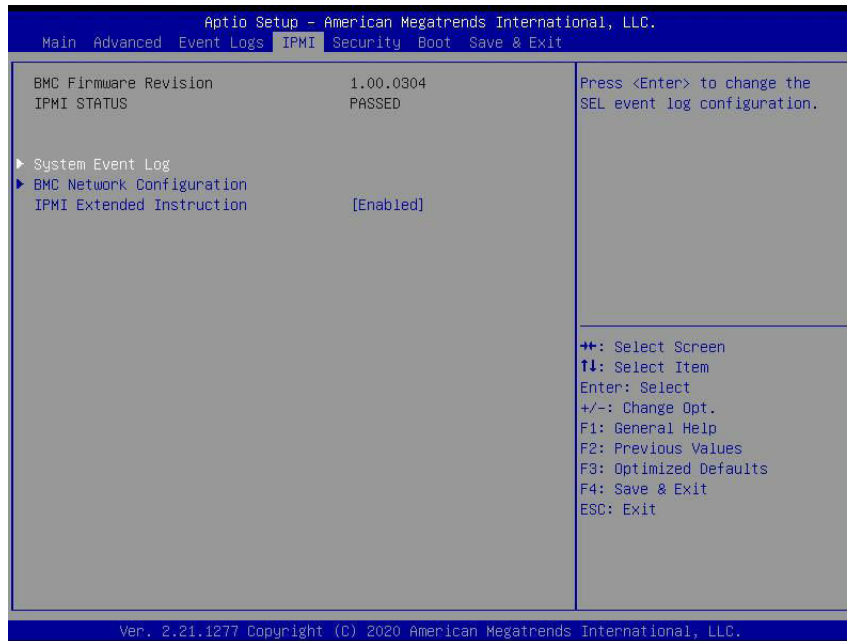 Aptio Setup – American Megatrends International, LLC.
Main Advanced Event Logs IPMI Security Boot Save & Exit
BMC Firmware Revision 1.00.0304
IPMI STATUS PASSED
System Event Log
BMC Network Configuration
IPMI Extended Instruction [Enabled]
Press <Enter> to change the
SEL event log configuration.
→←: Select Screen
↑↓: Select Item
Enter: Select
+/-: Change Opt.
F1: General Help
F2: Previous Values
F3: Optimized Defaults
F4: Save & Exit
ESC: Exit
Ver. 2.21.1277 Copyright (C) 2020 American Megatrends International, LLC.